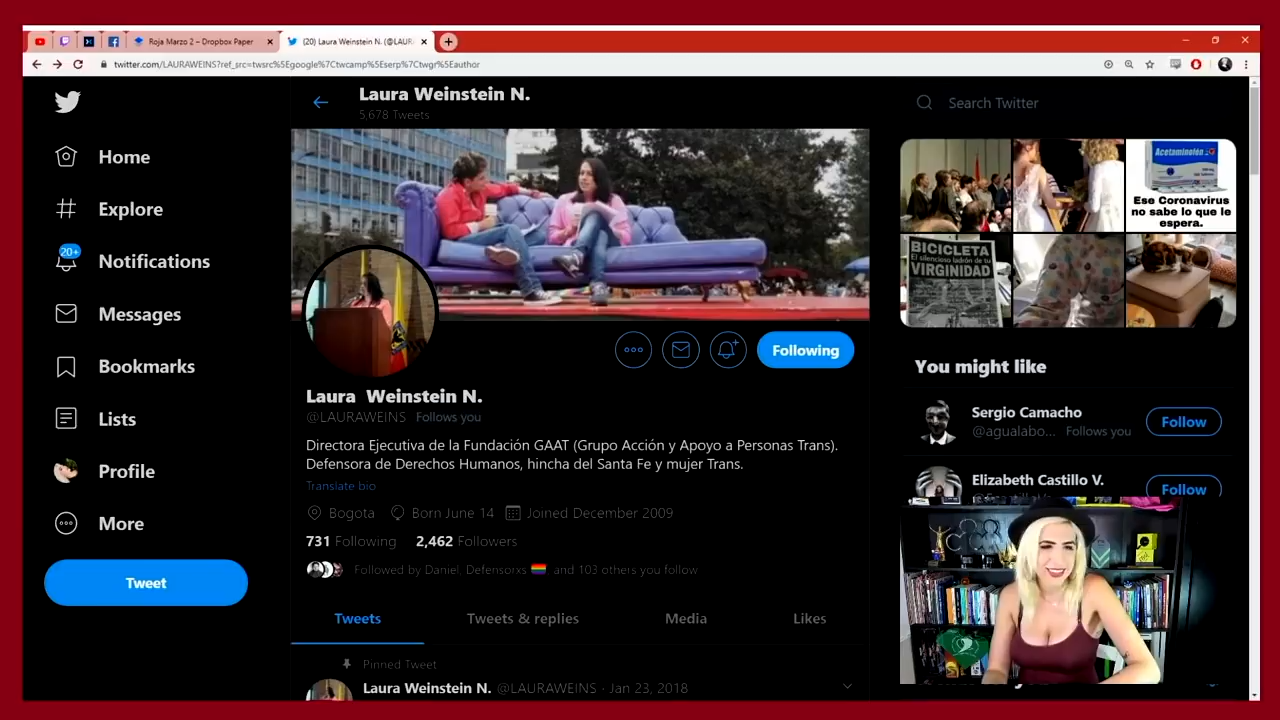 Roja Marzo 2 – Dropbox Paper
(20) Laura Weinstein N. (@LAUR
twitter.com/LAURAWEINS?ref_src=twsrc%5Egoogle%7Ctwcamp%5Eserp%7Ctwgr%5Eauthor
Home
Explore
20+
Notifications
Messages
Bookmarks
Lists
Profile
More
Tweet
Laura Weinstein N.
5,678 Tweets
Following
Laura Weinstein N.
@LAURAWEINS Follows you
Directora Ejecutiva de la Fundación GAAT (Grupo Acción y Apoyo a Personas Trans).
Defensora de Derechos Humanos, hincha del Santa Fe y mujer Trans.
Translate bio
Bogota Born June 14 Joined December 2009
731 Following 2,462 Followers
Followed by Daniel, Defensorxs and 103 others you follow
Tweets Tweets & replies Media Likes
Pinned Tweet
Laura Weinstein N. @LAURAWEINS · Jan 23, 2018
Search Twitter
Acetaminofén
Ese Coronavirus
no sabe lo que le
espera.
BICICLETA
El silencioso ladrón de tu
VIRGINIDAD
You might like
Sergio Camacho
@agualabo... Follows you
Follow
Elizabeth Castillo V.
Follow